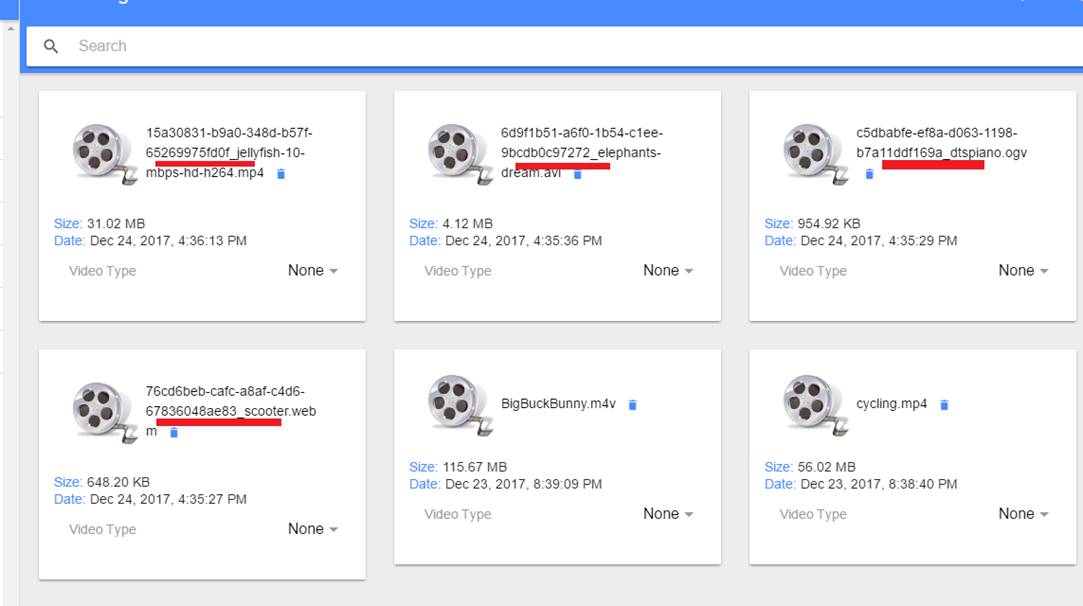 Search
15a30831-b9a0-348d-b57f-
65269975fd0f_jellyfish-10-
mbps-hd-h264.mp4
Size: 31.02 MB
Date: Dec 24, 2017, 4:36:13 PM
Video Type None
6d9f1b51-a6f0-1b54-c1ee-
9bcdb0c97272_elephants-
dream.avi
Size: 4.12 MB
Date: Dec 24, 2017, 4:35:36 PM
Video Type None
c5dbabfe-ef8a-d063-1198-
b7a11ddf169a_dtspiano.ogv
Size: 954.92 KB
Date: Dec 24, 2017, 4:35:29 PM
Video Type None
76cd6beb-cafc-a8af-c4d6-
67836048ae83_scooter.web
m
Size: 648.20 KB
Date: Dec 24, 2017, 4:35:27 PM
Video Type None
BigBuckBunny.m4v
Size: 115.67 MB
Date: Dec 23, 2017, 8:39:09 PM
Video Type None
cycling.mp4
Size: 56.02 MB
Date: Dec 23, 2017, 8:38:40 PM
Video Type None